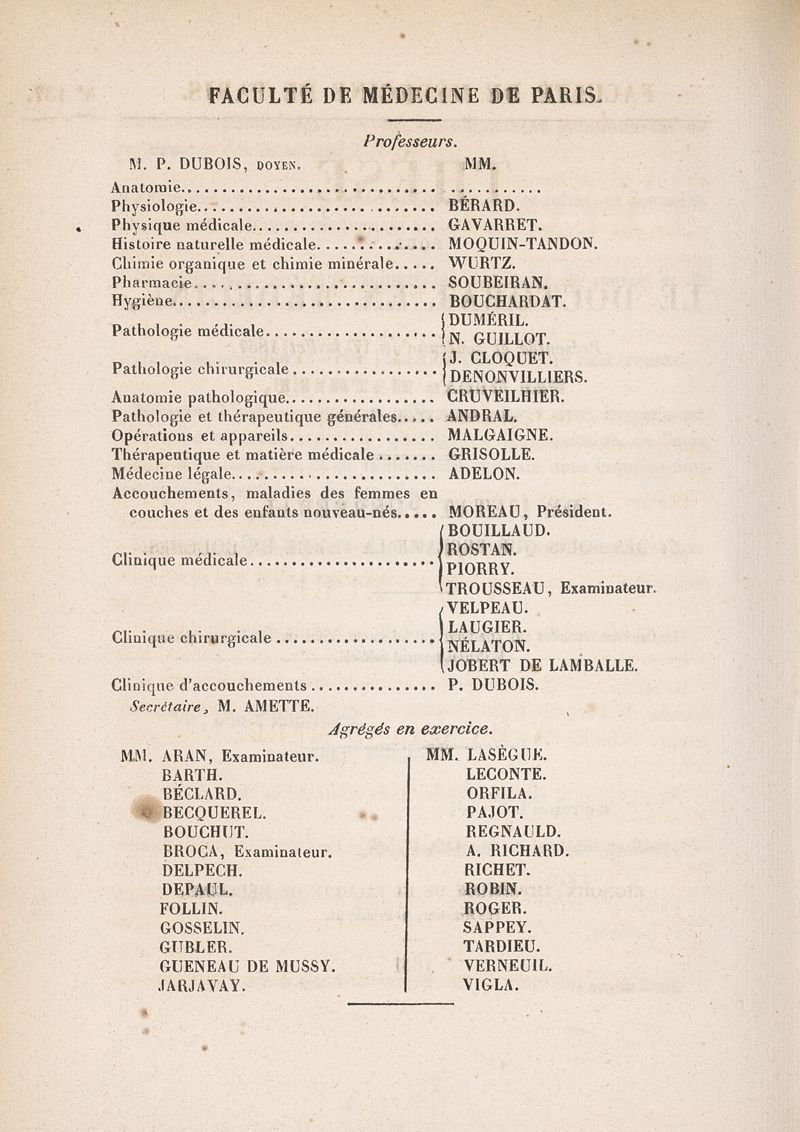 FACULTÉ DE MÉDECINE DE PARIS.
Professeurs.
M. P. DUBOIS, DOYEN. MM.
Anatomie.............................. ...........
Physiologie............................ BÉRARD.
Physique médicale...................... GAVARRET.
Histoire naturelle médicale.............. MOQUIN-TANDON.
Chimie organique et chimie minérale..... WURTZ.
Pharmacie............................. SOUBEIRAN.
Hygiène................................ BOUCHARDAT.
Pathologie médicale.................... { DUMÉRIL.
N. GUILLOT.
Pathologie chirurgicale................. { J. CLOQUET.
DENONVILLIERS.
Anatomie pathologique.................. CRUVEILHIER.
Pathologie et thérapeutique générales..... ANDRAL.
Opérations et appareils.................. MALGAIGNE.
Thérapeutique et matière médicale ....... GRISOLLE.
Médecine légale......................... ADELON.
Accouchements, maladies des femmes en
couches et des enfants nouveau-nés..... MOREAU, Président.
Clinique médicale...................... { BOUILLAUD.
ROSTAN.
PIORRY.
TROUSSEAU, Examinateur.
Clinique chirurgicale ................... { VELPEAU.
LAUGIER.
NÉLATON.
JOBERT DE LAMBALLE.
Clinique d'accouchements............... P. DUBOIS.
Secrétaire, M. AMETTE.
Agrégés en exercice.
MM. ARAN, Examinateur.
BARTH.
BÉCLARD.
BECQUEREL.
BOUCHUT.
BROCA, Examinateur.
DELPECH.
DEPAUL.
FOLLIN.
GOSSELIN.
GUBLER.
GUENEAU DE MUSSY.
JARJAVAY.
MM. LASÈGUE.
LECONTE.
ORFILA.
PAJOT.
REGNAULD.
A. RICHARD.
RICHET.
ROBIN.
ROGER.
SAPPEY.
TARDIEU.
VERNEUIL.
VIGLA.